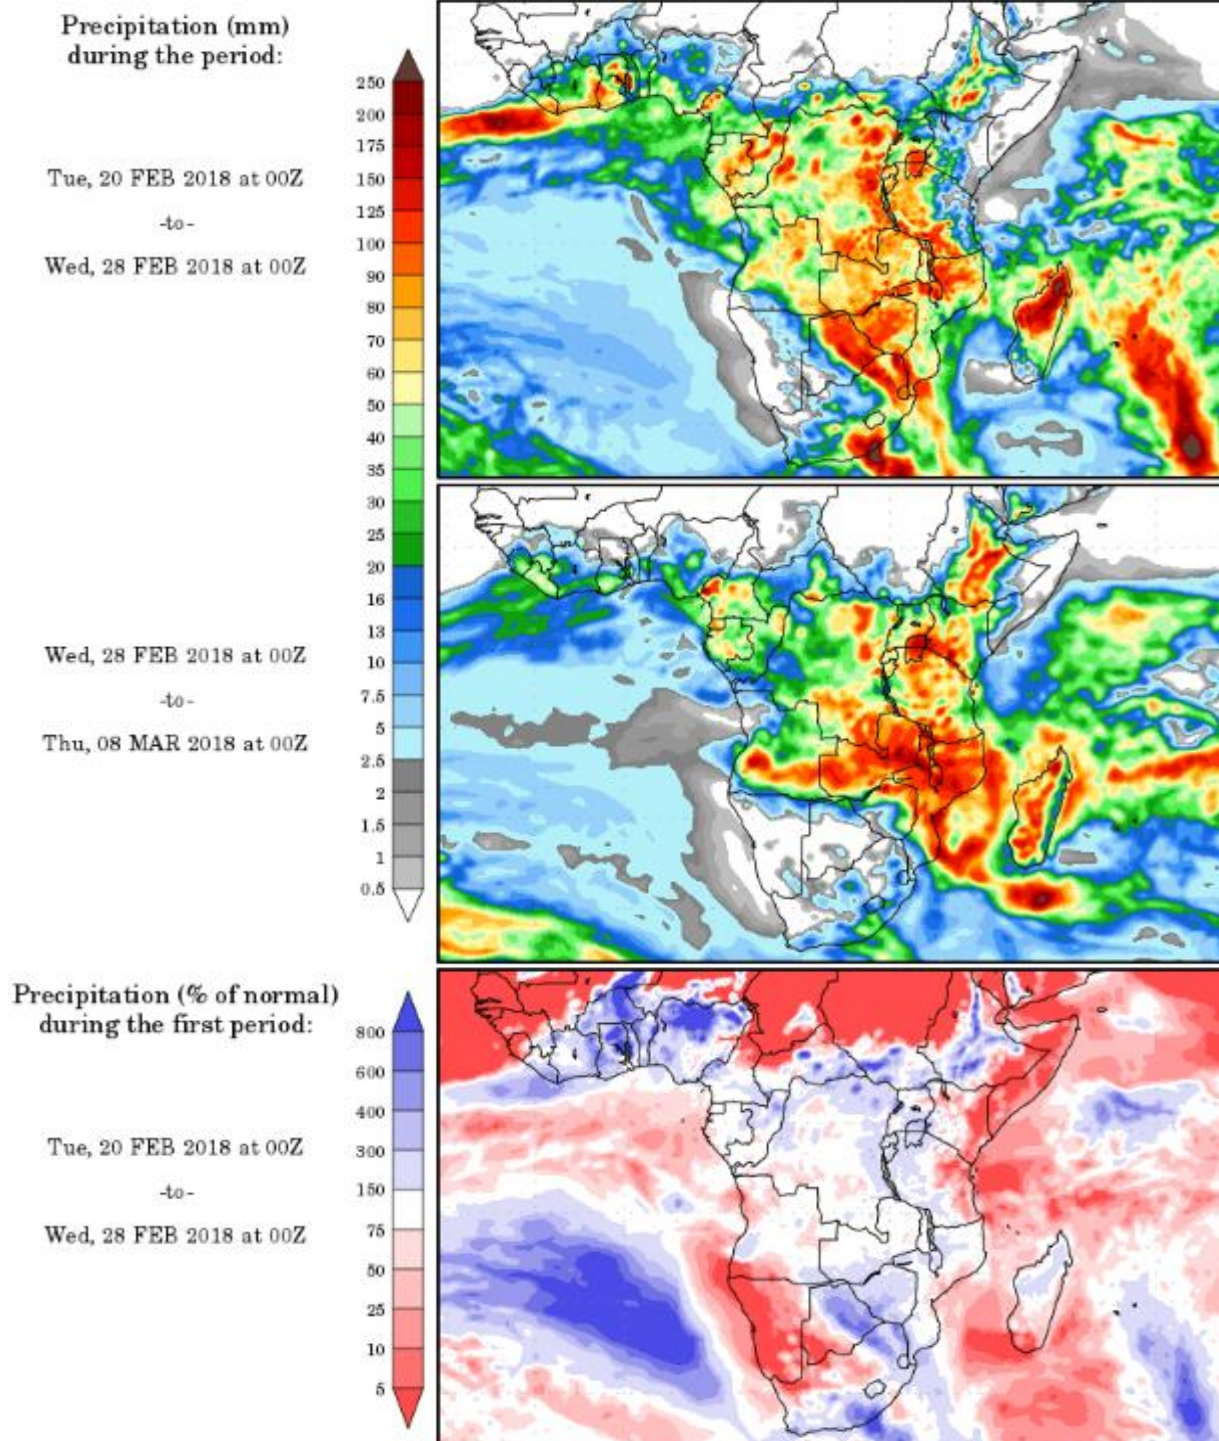 Precipitation (mm)
during the period:
Tue, 20 FEB 2018 at 00Z
-to-
Wed, 28 FEB 2018 at 00Z
250
200
175
150
125
100
90
80
70
60
50
40
35
30
25
20
16
13
10
7.5
5
2.5
2
1.5
1
0.5
Wed, 28 FEB 2018 at 00Z
-to-
Thu, 08 MAR 2018 at 00Z
Precipitation (% of normal)
during the first period:
Tue, 20 FEB 2018 at 00Z
-to-
Wed, 28 FEB 2018 at 00Z
800
600
400
300
150
75
50
25
10
5